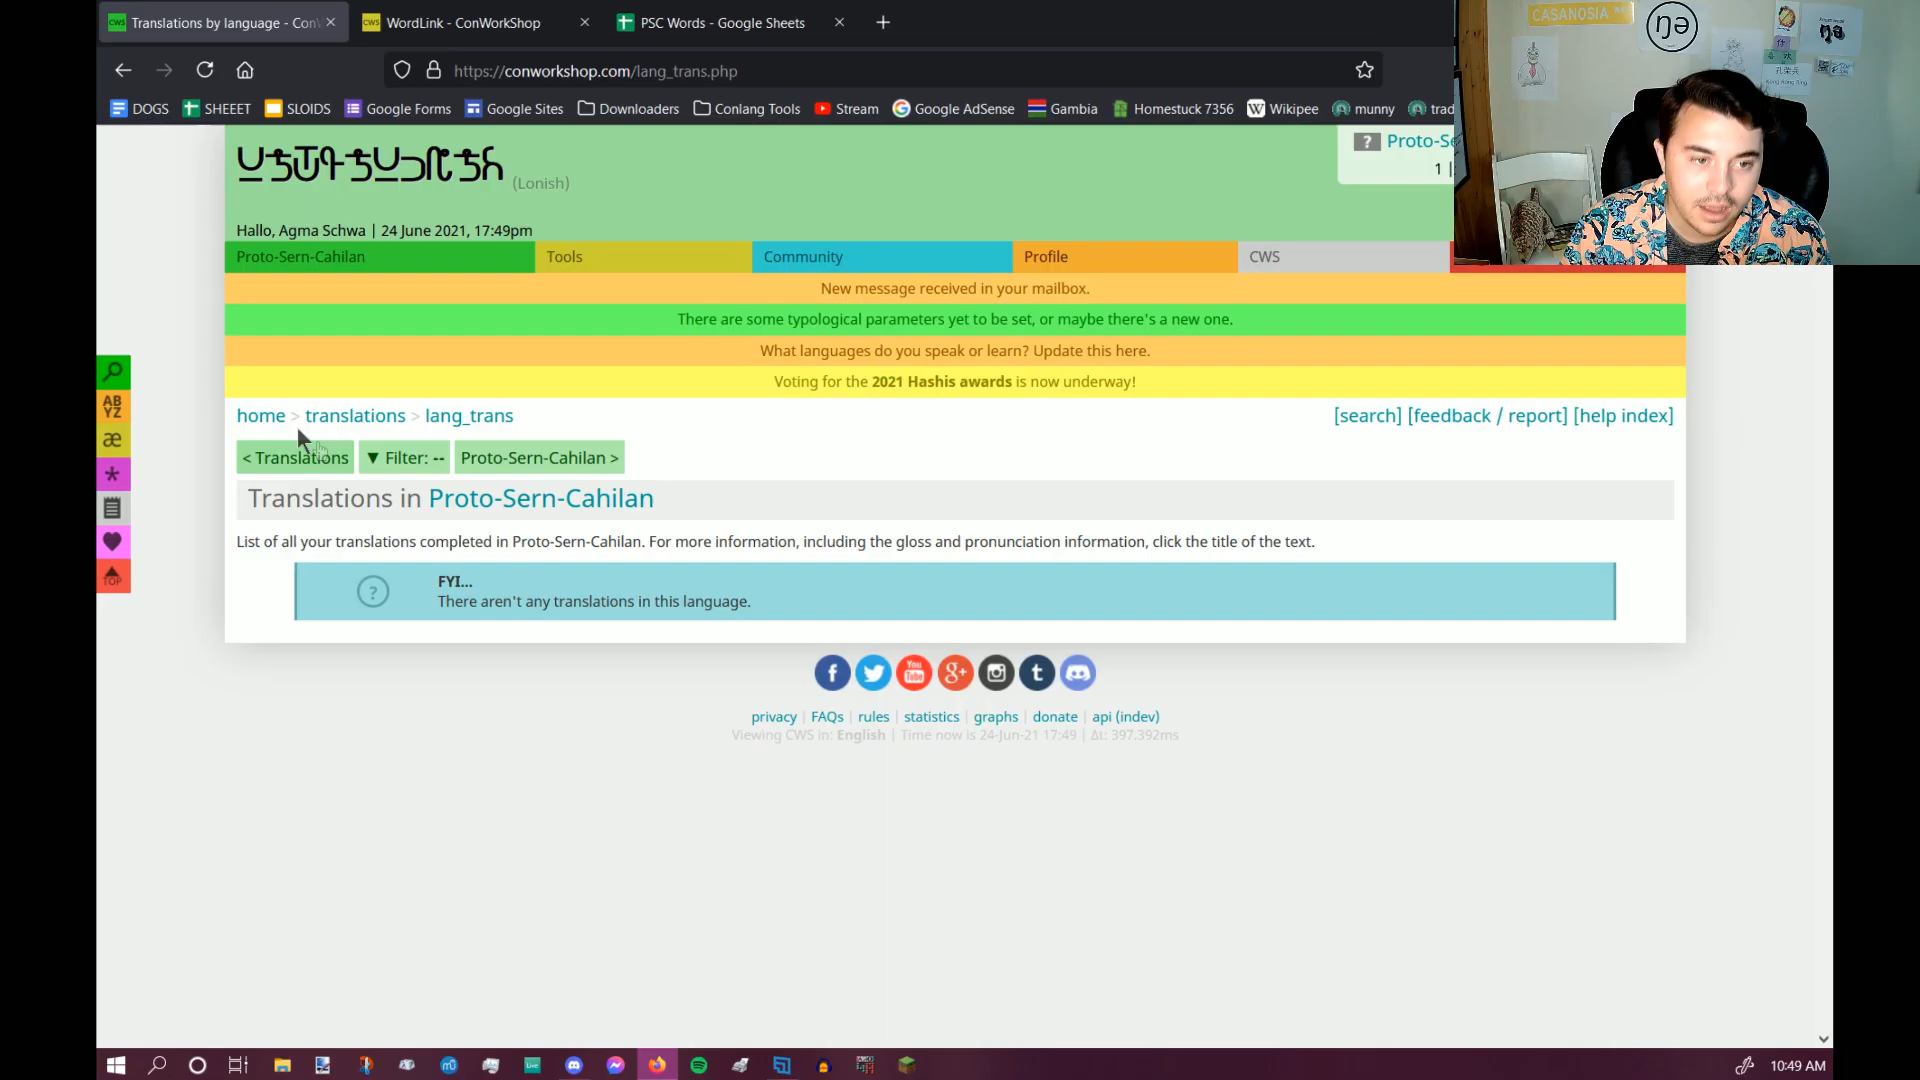 Translations by language - Con
WordLink - ConWorkShop
PSC Words - Google Sheets
https://conworkshop.com/lang_trans.php
DOGS
SHEEET
SLOIDS
Google Forms
Google Sites
Downloaders
Conlang Tools
Stream
Google AdSense
Gambia
Homestuck 7356
Wikipee
munny
trad
CASANOSIA
ŋə
(Lonish)
? Proto-Se
1 |
Hallo, Agma Schwa | 24 June 2021, 17:49pm
Proto-Sern-Cahilan
Tools
Community
Profile
CWS
New message received in your mailbox.
There are some typological parameters yet to be set, or maybe there's a new one.
What languages do you speak or learn? Update this here.
Voting for the 2021 Hashis awards is now underway!
home > translations > lang_trans
[search] [feedback / report] [help index]
AB
YZ
æ
*
TOP
< Translations
▼ Filter: --
Proto-Sern-Cahilan >
Translations in Proto-Sern-Cahilan
List of all your translations completed in Proto-Sern-Cahilan. For more information, including the gloss and pronunciation information, click the title of the text.
?
FYI...
There aren't any translations in this language.
privacy | FAQs | rules | statistics | graphs | donate | api (indev)
Viewing CWS in: English | Time now is 24-Jun-21 17:49 | Δt: 397.392ms
10:49 AM